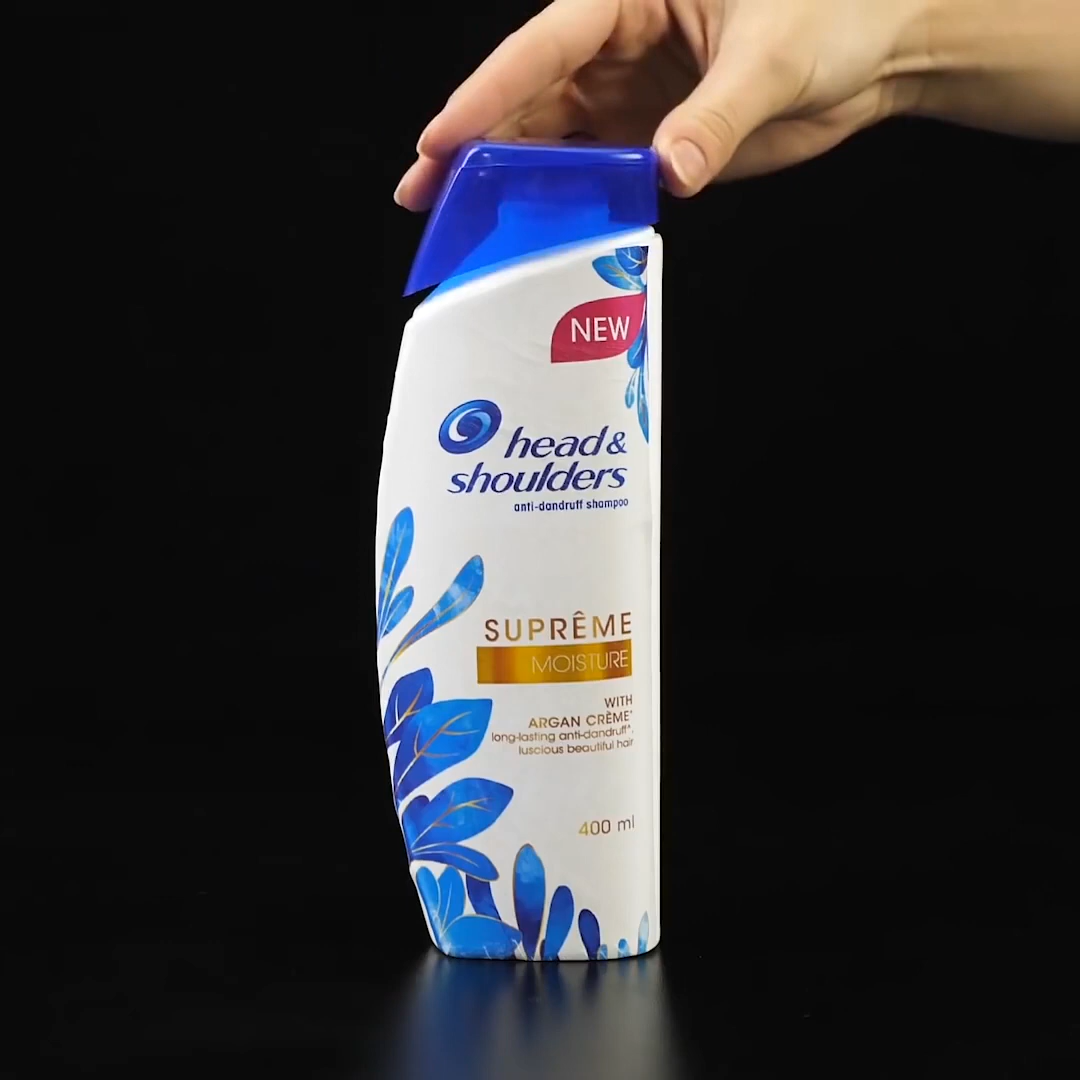 NEW
head &
shoulders
anti-dandruff shampoo
SUPRÊME
MOISTURE
WITH
ARGAN CRÈME*
long-lasting anti-dandruff^,
luscious beautiful hair
400 ml